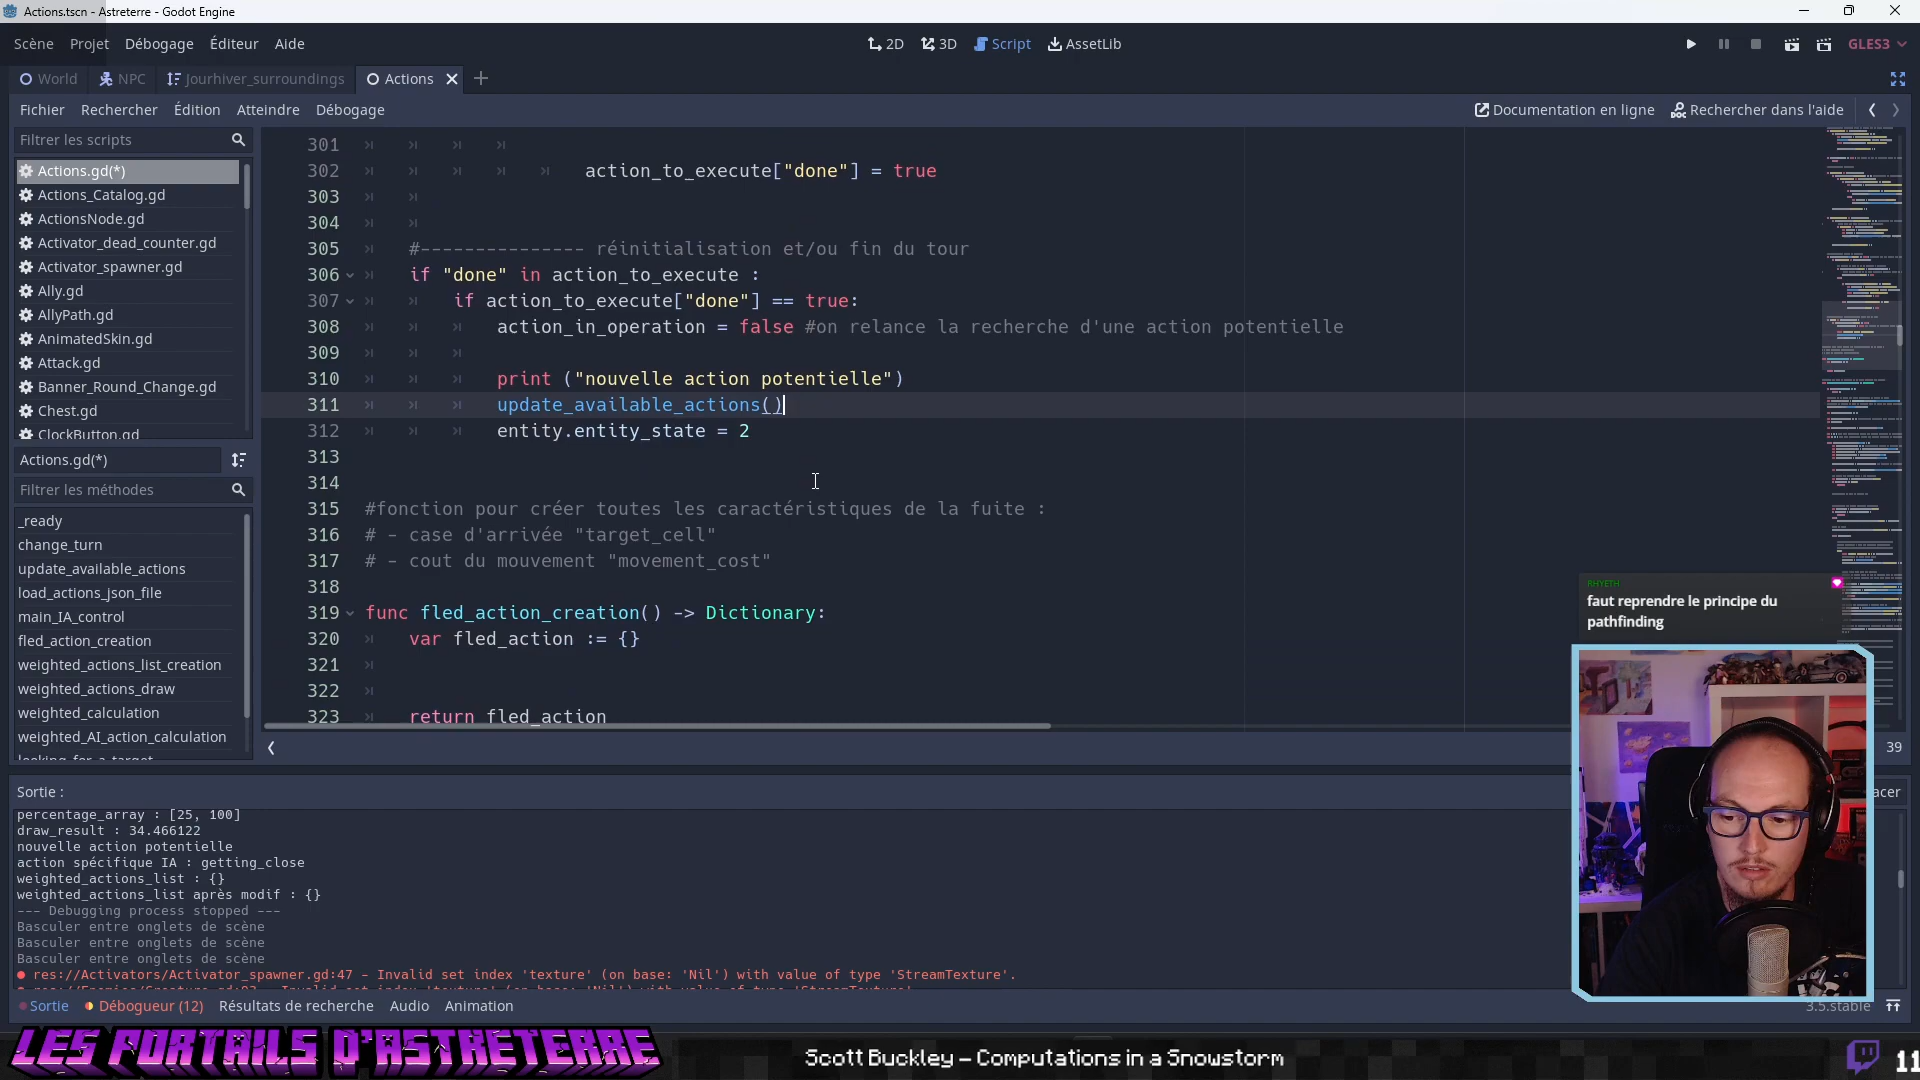 Actions.tscn - Astreterre - Godot Engine
Scène Projet Débogage Éditeur Aide
2D 3D Script AssetLib
GLES3
World NPC Jourhiver_surroundings Actions
Fichier Rechercher Édition Atteindre Débogage
Documentation en ligne Rechercher dans l'aide
Filtrer les scripts
Actions.gd(*)
Actions_Catalog.gd
ActionsNode.gd
Activator_dead_counter.gd
Activator_spawner.gd
Ally.gd
AllyPath.gd
AnimatedSkin.gd
Attack.gd
Banner_Round_Change.gd
Chest.gd
ClockButton.gd
Actions.gd(*)
Filtrer les méthodes
_ready
change_turn
update_available_actions
load_actions_json_file
main_IA_control
fled_action_creation
weighted_actions_list_creation
weighted_actions_draw
weighted_calculation
weighted_AI_action_calculation
looking_for_a_target
301
302 action_to_execute["done"] = true
303
304
305 #--------------- réinitialisation et/ou fin du tour
306 if "done" in action_to_execute :
307 if action_to_execute["done"] == true:
308 action_in_operation = false #on relance la recherche d'une action potentielle
309
310 print ("nouvelle action potentielle")
311 update_available_actions()
312 entity.entity_state = 2
313
314
315 #fonction pour créer toutes les caractéristiques de la fuite :
316 # - case d'arrivée "target_cell"
317 # - cout du mouvement "movement_cost"
318
319 func fled_action_creation() -> Dictionary:
320 var fled_action := {}
321
322
323 return fled_action
39
RHYETH
faut reprendre le principe du
pathfinding
Sortie :
acer
percentage_array : [25, 100]
draw_result : 34.466122
nouvelle action potentielle
action spécifique IA : getting_close
weighted_actions_list : {}
weighted_actions_list après modif : {}
--- Debugging process stopped ---
Basculer entre onglets de scène
Basculer entre onglets de scène
Basculer entre onglets de scène
res://Activators/Activator_spawner.gd:47 - Invalid set index 'texture' (on base: 'Nil') with value of type 'StreamTexture'.
Sortie Débogueur (12) Résultats de recherche Audio Animation
3.5.stable
LES PORTAILS D'ASTRETERRE
Scott Buckley – Computations in a Snowstorm
11